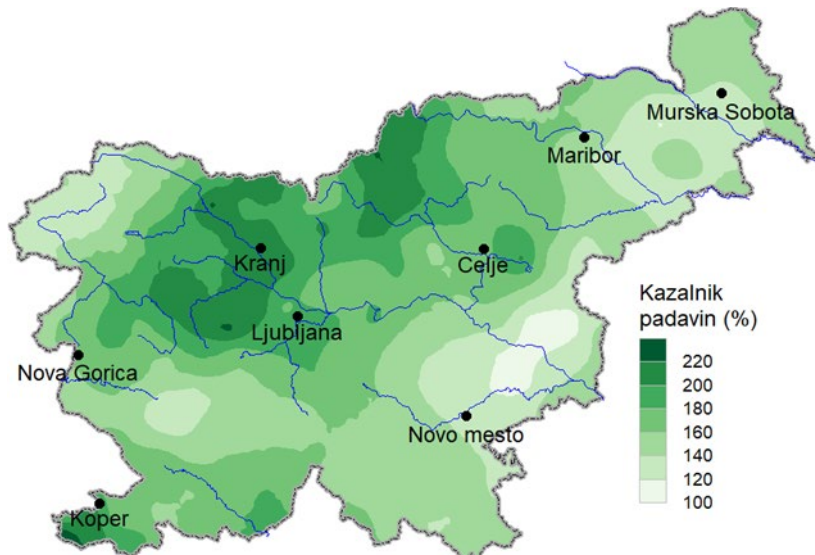 Murska Sobota
Maribor
Kranj
Celje
Ljubljana
Nova Gorica
Novo mesto
Koper
Kazalnik
padavin (%)
220
200
180
160
140
120
100